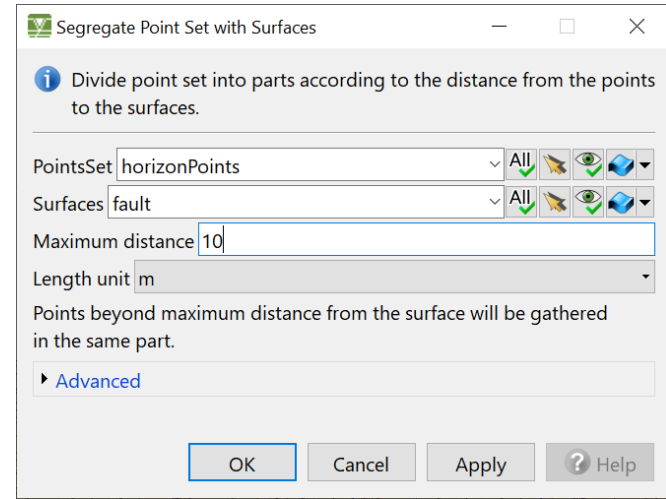 Segregate Point Set with Surfaces
Divide point set into parts according to the distance from the points
to the surfaces.
PointsSet horizonPoints All
Surfaces fault All
Maximum distance 10
Length unit m
Points beyond maximum distance from the surface will be gathered
in the same part.
Advanced
OK Cancel Apply ? Help